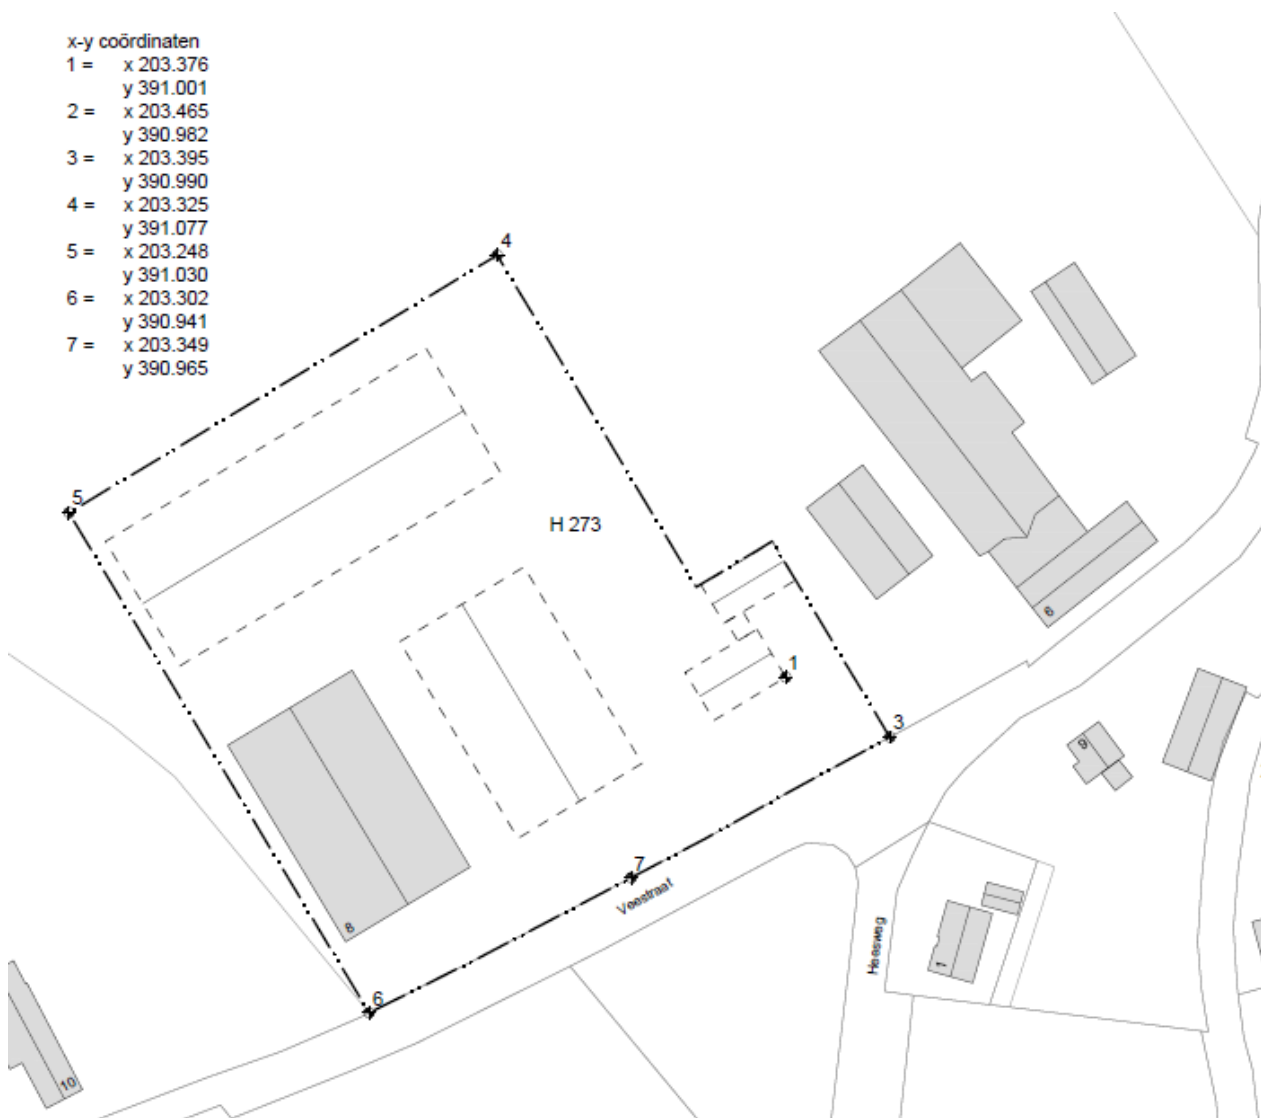 x-y coördinaten
1 = x 203.376
y 391.001
2 = x 203.465
y 390.982
3 = x 203.395
y 390.990
4 = x 203.325
y 391.077
5 = x 203.248
y 391.030
6 = x 203.302
y 390.941
7 = x 203.349
y 390.965
4
5
H 273
6
1
3
9
7
Veestraat
8
Heesweg
1
6
10